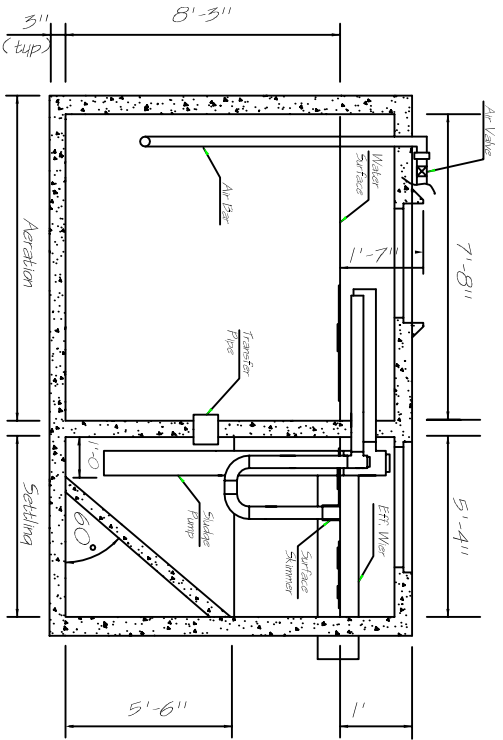 8'-3"
3"
(typ)
Air Valve
Water
Surface
Air Bar
1'-7"
7'-8"
Aeration
Transfer
Pipe
1'-0
Sludge
Pump
Surface
Skimmer
Eff. Wier
5'-4"
Settling
60°
5'-6"
1'